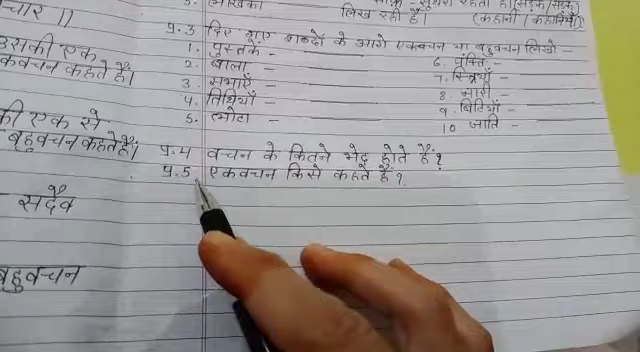 चार ||
5. लेखिका लिख रही है। (कहानी / कहानियाँ)
प्र.3 दिए गए शब्दों के आगे एकवचन या बहुवचन लिखो -
1. पुस्तकें -
2. बाला -
3. सभाएँ -
4. तिथियाँ -
5. लोटा -
6. पंक्ति -
7. स्त्रियाँ -
8. नारी -
9. बिटियाँ -
10 जाति -
उसकी एक
कवचन कहते हैं।
की एक से
बहुवचन कहते हैं।
प्र.4 वचन के कितने भेद होते हैं?
प्र.5 एकवचन किसे कहते हैं?
- सदैव
बहुवचन